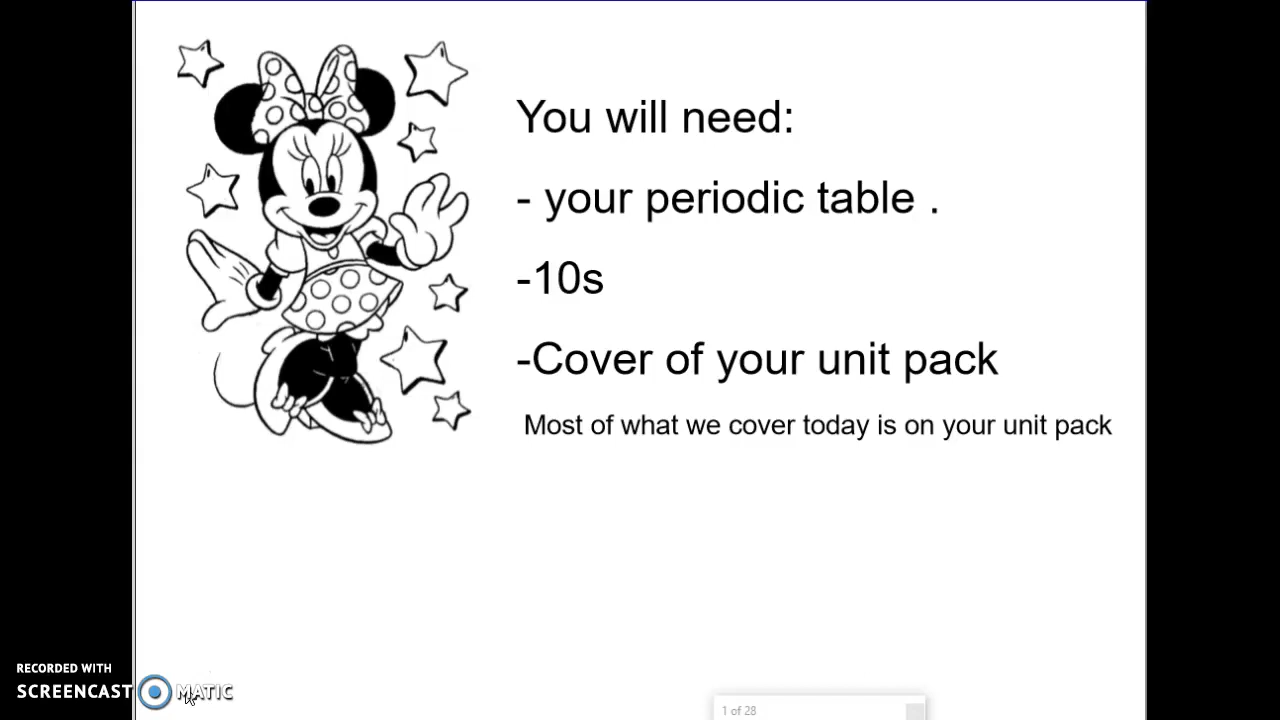 You will need:
- your periodic table .
-10s
-Cover of your unit pack
Most of what we cover today is on your unit pack
RECORDED WITH
SCREENCAST MATIC
1 of 28